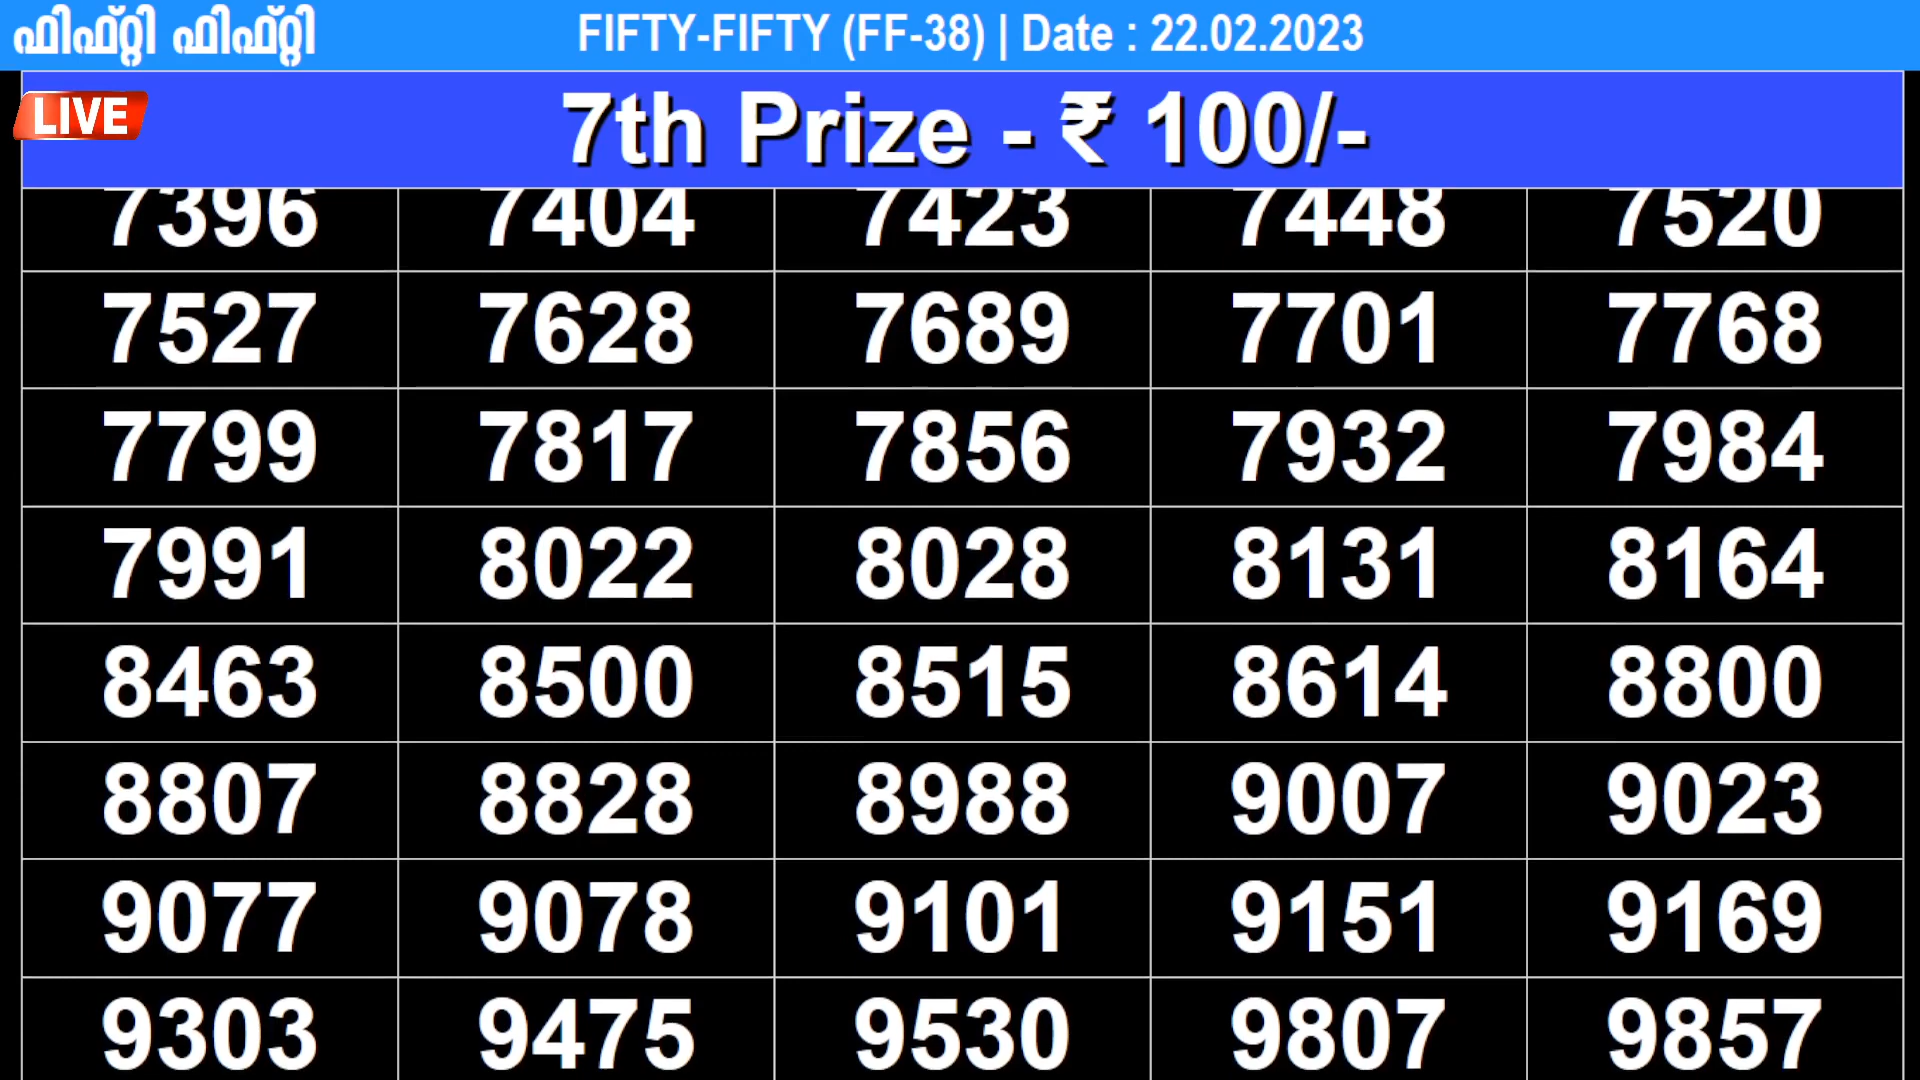 ഫിഫ്റ്റി ഫിഫ്റ്റി FIFTY-FIFTY (FF-38) | Date : 22.02.2023
LIVE 7th Prize - ₹ 100/-
7396 7404 7423 7448 7520
7527 7628 7689 7701 7768
7799 7817 7856 7932 7984
7991 8022 8028 8131 8164
8463 8500 8515 8614 8800
8807 8828 8988 9007 9023
9077 9078 9101 9151 9169
9303 9475 9530 9807 9857